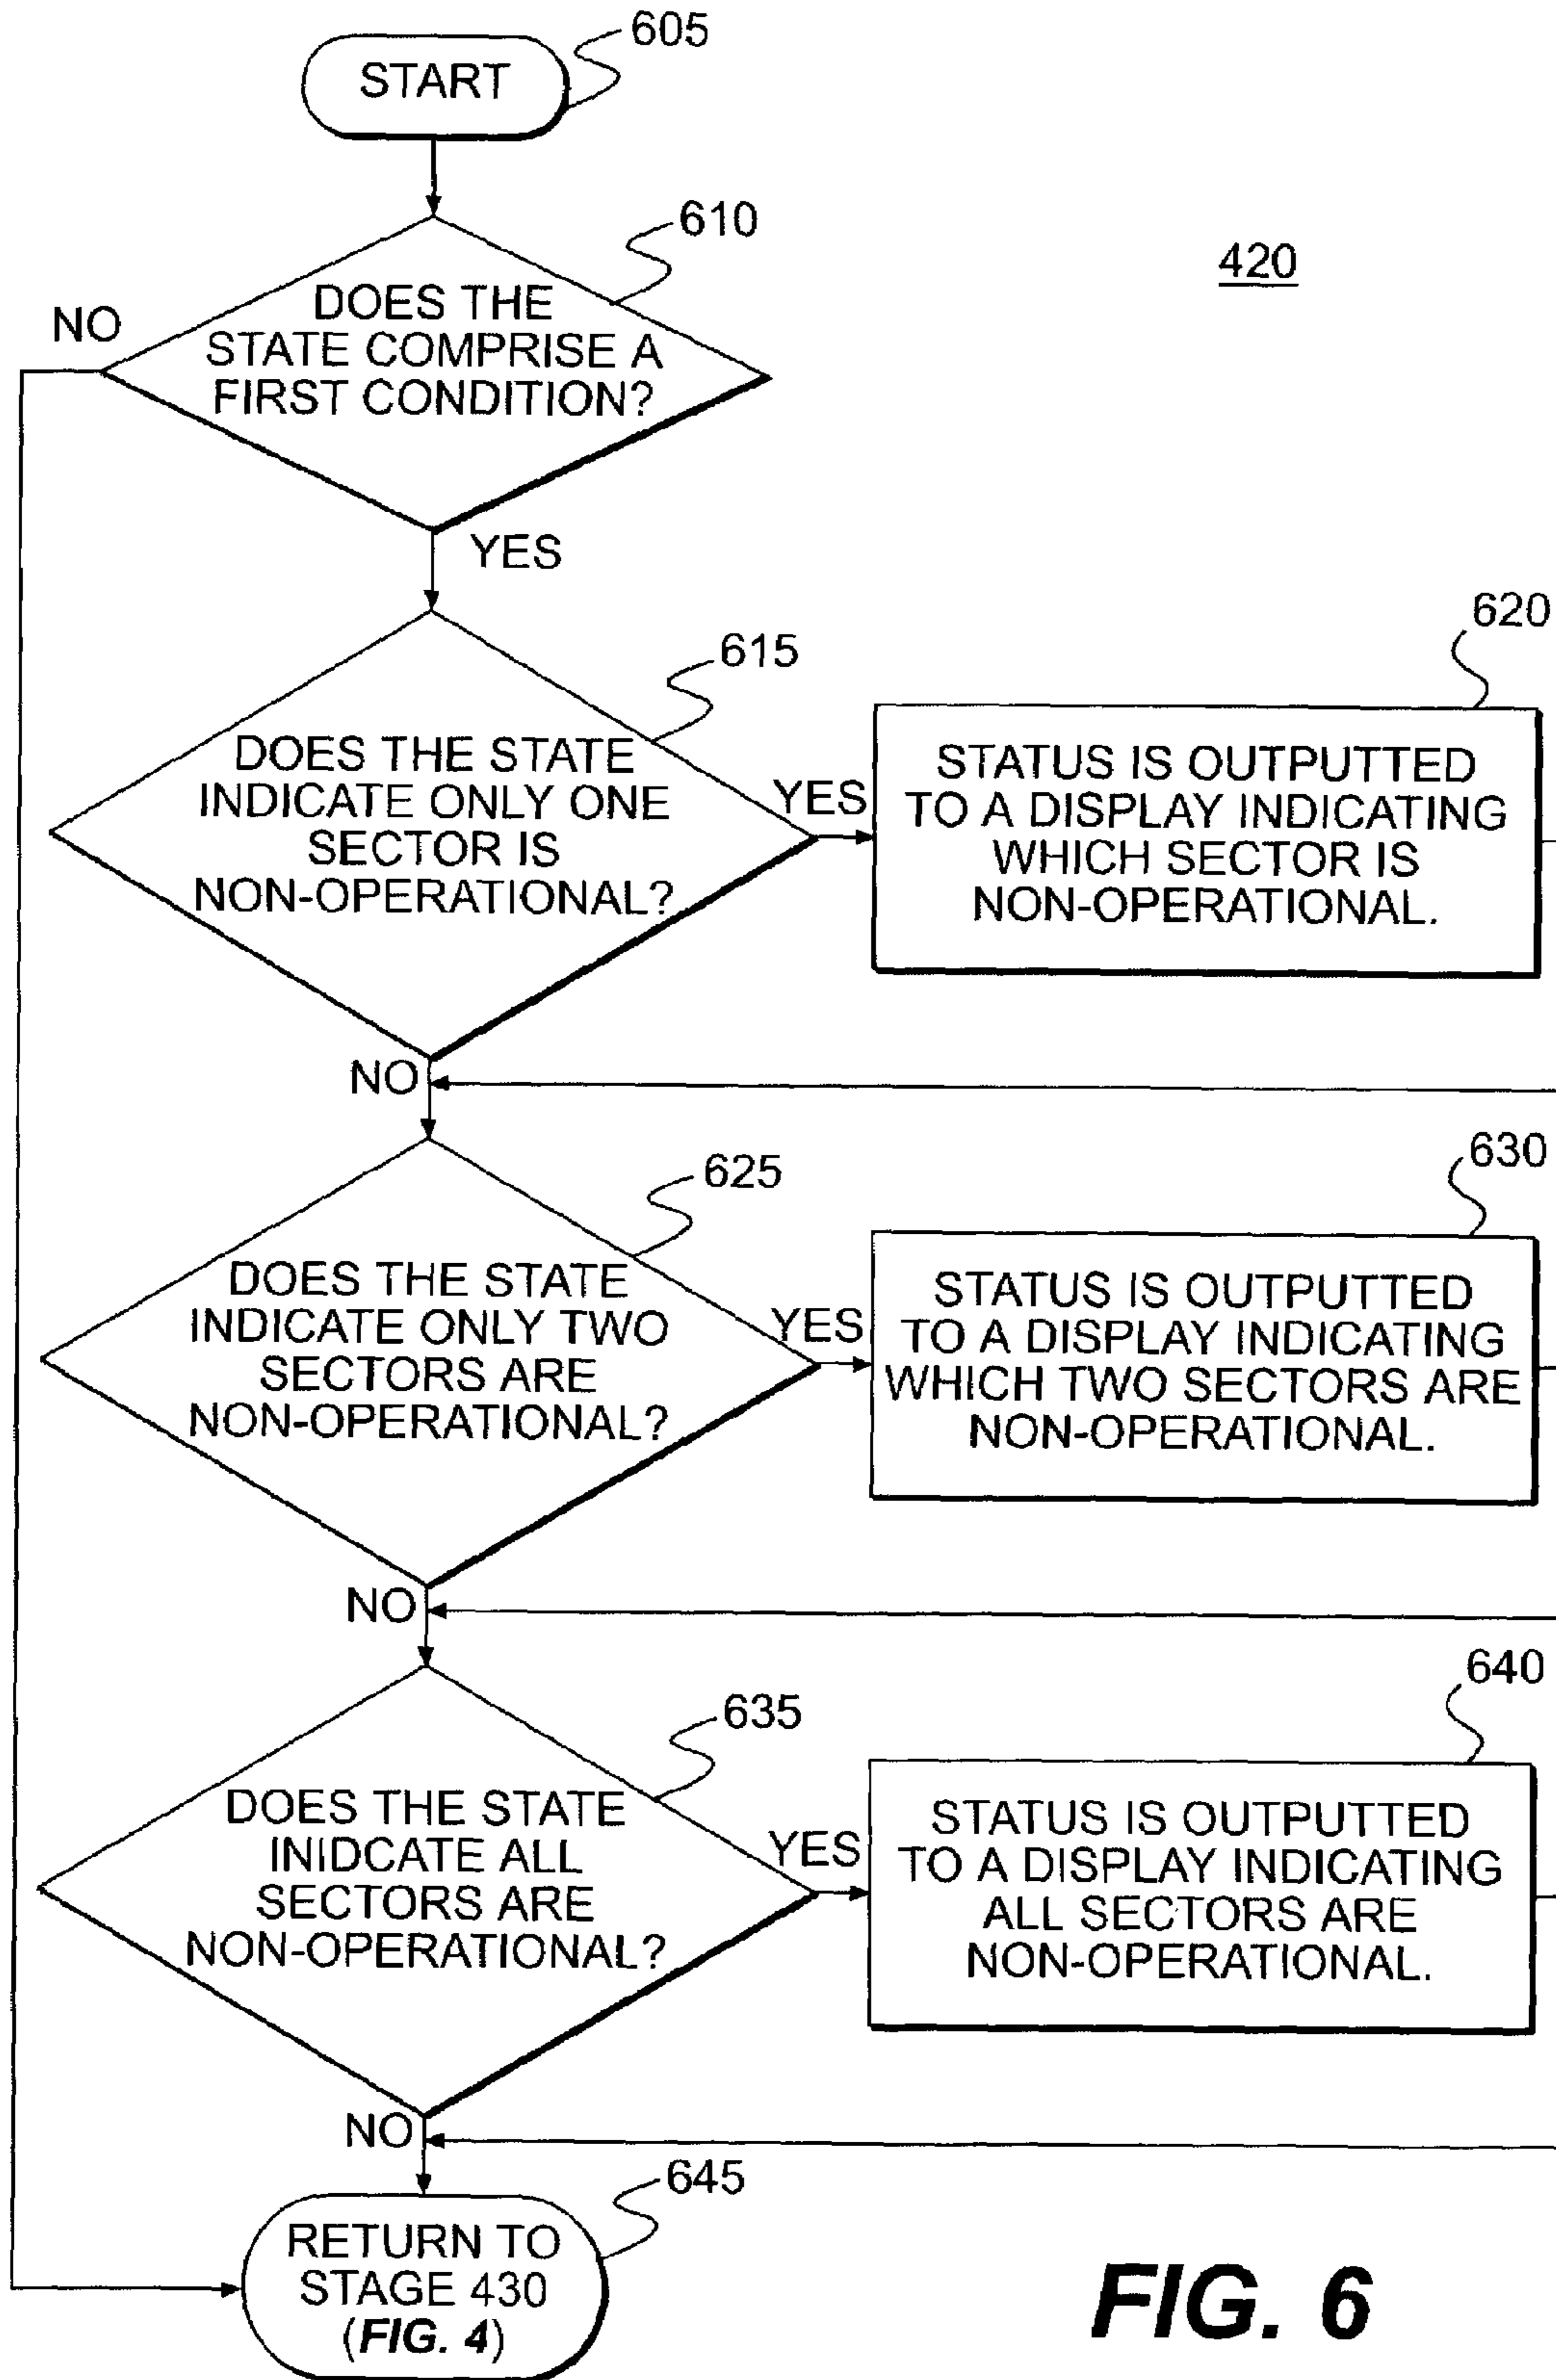 START
605
610
420
NO
DOES THE
STATE COMPRISE A
FIRST CONDITION?
YES
615
620
DOES THE STATE
INDICATE ONLY ONE
SECTOR IS
NON-OPERATIONAL?
YES
STATUS IS OUTPUTTED
TO A DISPLAY INDICATING
WHICH SECTOR IS
NON-OPERATIONAL.
NO
625
630
DOES THE STATE
INDICATE ONLY TWO
SECTORS ARE
NON-OPERATIONAL?
YES
STATUS IS OUTPUTTED
TO A DISPLAY INDICATING
WHICH TWO SECTORS ARE
NON-OPERATIONAL.
NO
635
640
DOES THE STATE
INIDCATE ALL
SECTORS ARE
NON-OPERATIONAL?
YES
STATUS IS OUTPUTTED
TO A DISPLAY INDICATING
ALL SECTORS ARE
NON-OPERATIONAL.
NO
645
RETURN TO
STAGE 430
(FIG. 4)
FIG. 6